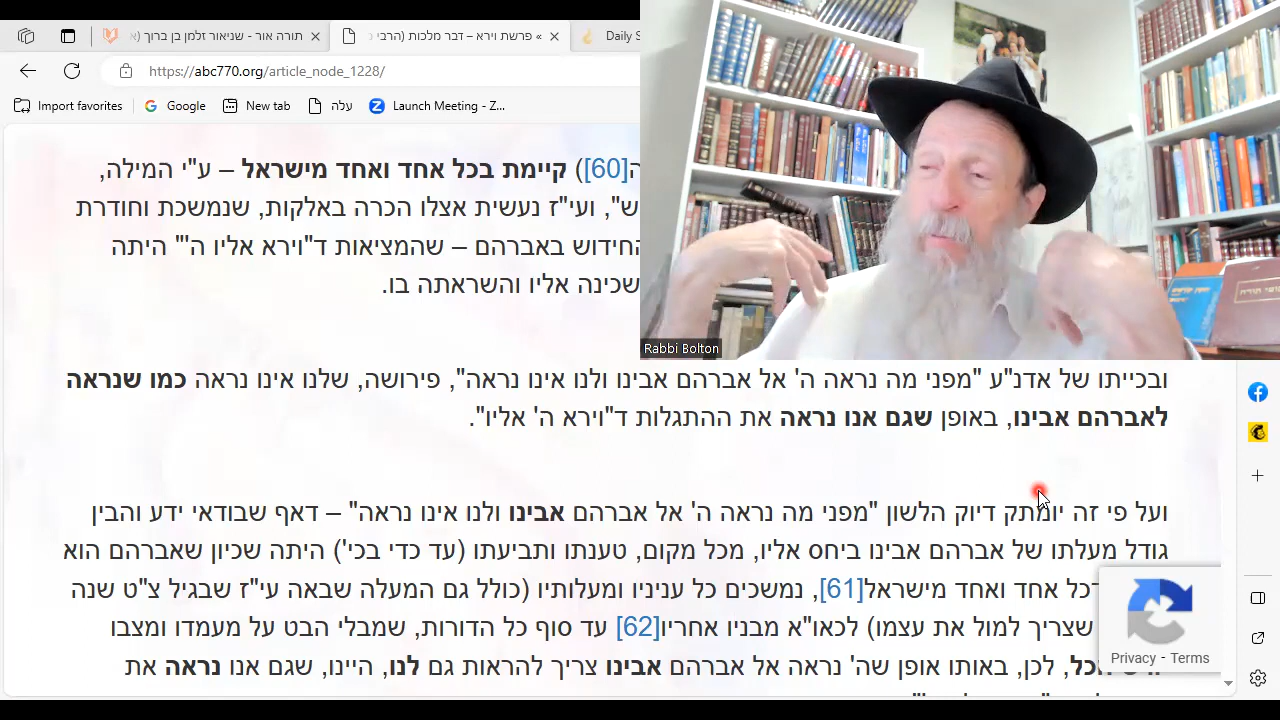 תורה אור - שניאור זלמן בן ברוך (א
» פרשת וירא – דבר מלכות (הרבי נ
Daily S
https://abc770.org/article_node_1228/
Import favorites
Google
New tab
עלה
Launch Meeting - Z...
ה[60]) קיימת בכל אחד ואחד מישראל – ע"י המילה,
ש", ועי"ז נעשית אצלו הכרה באלקות, שנמשכת וחודרת
החידוש באברהם – שהמציאות ד"וירא אליו ה'" היתה
שכינה אליו והשראתה בו.
Rabbi Bolton
ובכייתו של אדנ"ע "מפני מה נראה ה' אל אברהם אבינו ולנו אינו נראה", פירושה, שלנו אינו נראה כמו שנראה
לאברהם אבינו, באופן שגם אנו נראה את ההתגלות ד"וירא ה' אליו".
ועל פי זה יומתק דיוק הלשון "מפני מה נראה ה' אל אברהם אבינו ולנו אינו נראה" – דאף שבודאי ידע והבין
גודל מעלתו של אברהם אבינו ביחס אליו, מכל מקום, טענתו ותביעתו (עד כדי בכי') היתה שכיון שאברהם הוא
דכל אחד ואחד מישראל[61], נמשכים כל עניניו ומעלותיו (כולל גם המעלה שבאה עי"ז שבגיל צ"ט שנה
שצריך למול את עצמו) לכאו"א מבניו אחריו[62] עד סוף כל הדורות, שמבלי הבט על מעמדו ומצבו
הכל, לכן, באותו אופן שה' נראה אל אברהם אבינו צריך להראות גם לנו, היינו, שגם אנו נראה את
Privacy - Terms